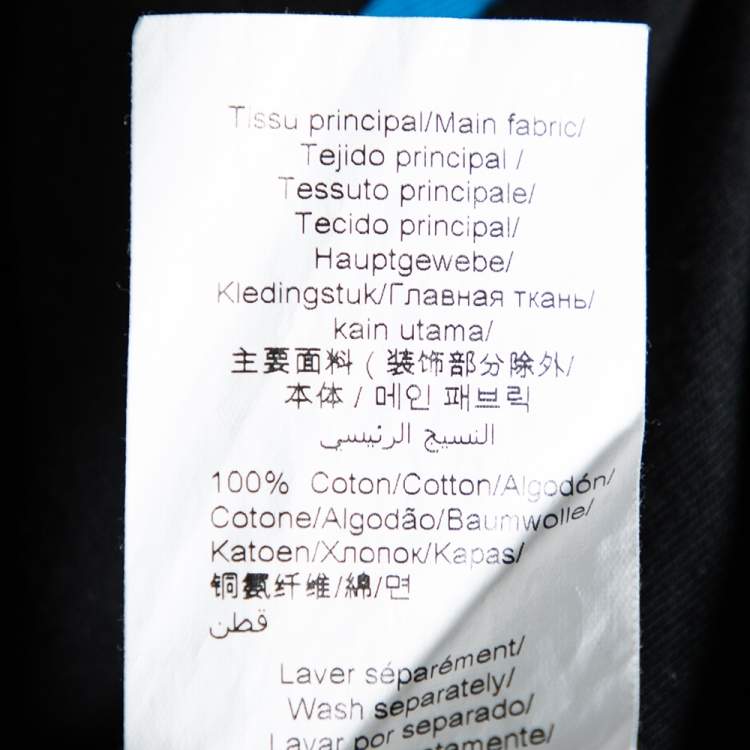 Tissu principal/Main fabric/
Tejido principal /
Tessuto principale/
Tecido principal/
Hauptgewebe/
Kledingstuk/Главная ткань/
kain utama/
主要面料 ( 装饰部分除外/
本体 / 메인 패브릭
النسيج الرئيسي
100% Coton/Cotton/Algodón/
Cotone/Algodão/Baumwolle/
Katoen/Хлопок/Kapas/
铜氨纤维/綿/면
قطن
Laver séparément/
Wash separately/
Lavar por separado/